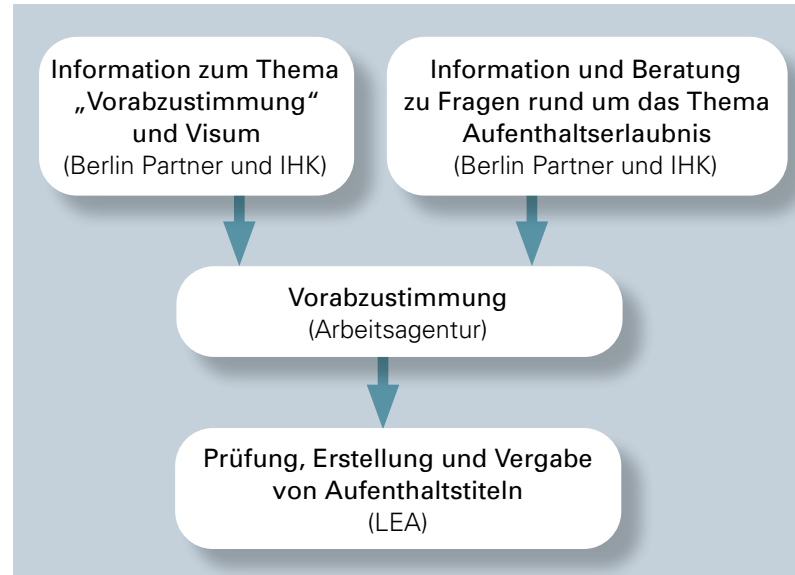 Information zum Thema
„Vorabzustimmung“
und Visum
(Berlin Partner und IHK)
Information und Beratung
zu Fragen rund um das Thema
Aufenthaltserlaubnis
(Berlin Partner und IHK)
Vorabzustimmung
(Arbeitsagentur)
Prüfung, Erstellung und Vergabe
von Aufenthaltstiteln
(LEA)